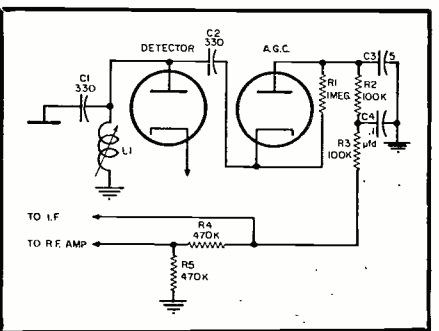 C2
330
DETECTOR
A.G.C.
C3 5
C1
330
R1
1MEG.
R2
100K
C4
.1
µfd
R3
100K
L1
TO I.F.
TO R.F. AMP
R4
470K
R5
470K